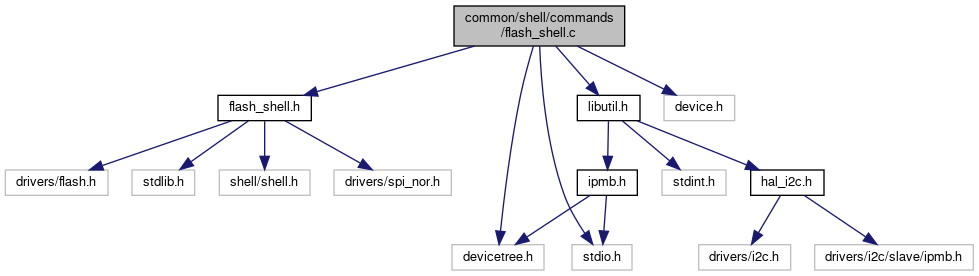 common/shell/commands
/flash_shell.c
flash_shell.h
libutil.h
device.h
drivers/flash.h
stdlib.h
shell/shell.h
drivers/spi_nor.h
ipmb.h
stdint.h
hal_i2c.h
devicetree.h
stdio.h
drivers/i2c.h
drivers/i2c/slave/ipmb.h